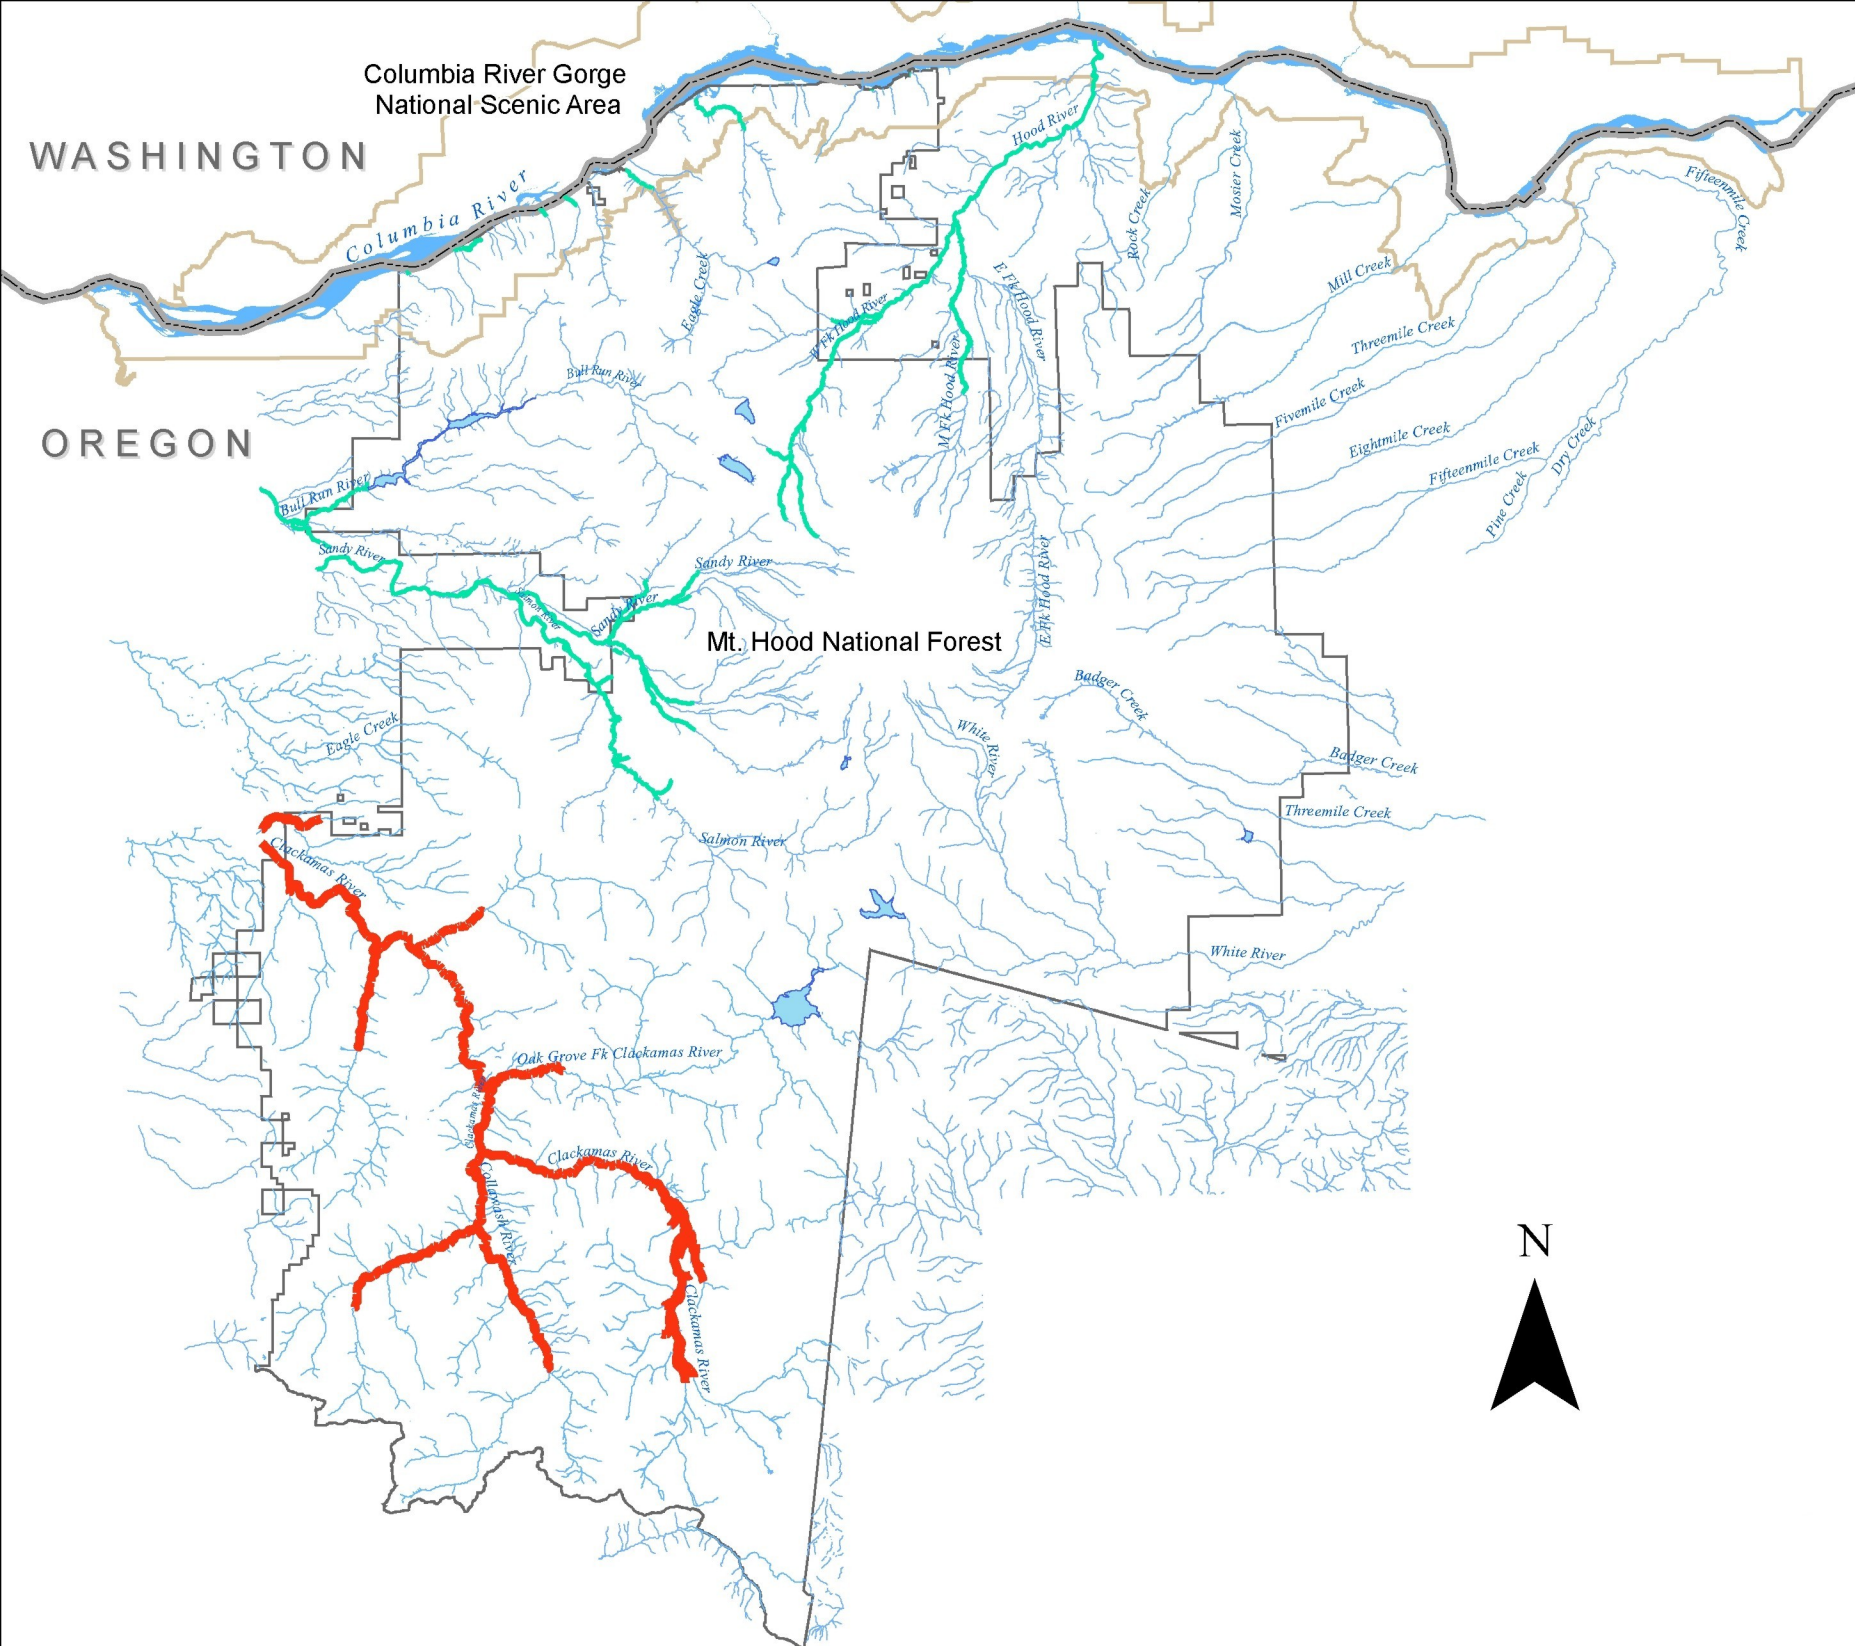 Columbia River Gorge
National Scenic Area
WASHINGTON
Columbia River
OREGON
Hood River
Rock Creek
Mosier Creek
Fifteenmile Creek
Eagle Creek
E Fk Hood River
Mill Creek
W Fk Hood River
Threemile Creek
M Fk Hood River
Bull Run River
Fivemile Creek
Eightmile Creek
Fifteenmile Creek
Dry Creek
Pine Creek
Bull Run River
Sandy River
Sandy River
Salmon River
Sandy River
E Fk Hood River
Mt. Hood National Forest
Badger Creek
Eagle Creek
White River
Badger Creek
Threemile Creek
Salmon River
Clackamas River
White River
Oak Grove Fk Clackamas River
Clackamas River
Clackamas River
Collawash River
Clackamas River
N